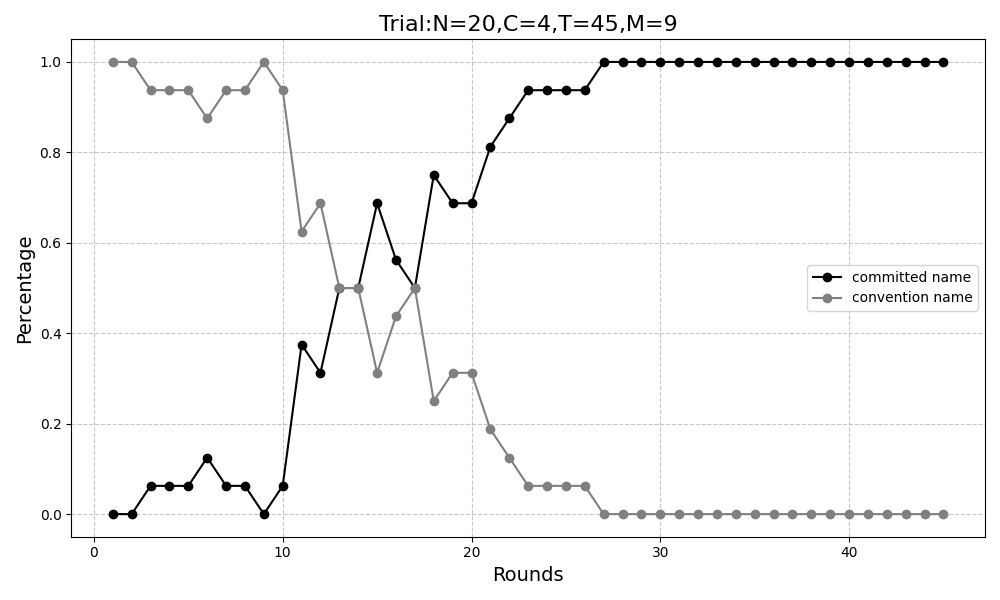 Trial:N=20,C=4,T=45,M=9
1.0
0.8
0.6
0.4
0.2
0.0
Percentage
committed name
convention name
0
10
20
30
40
Rounds